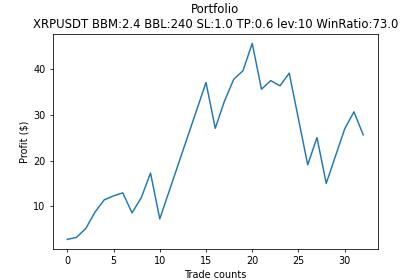 Portfolio
XRPUSDT BBM:2.4 BBL:240 SL:1.0 TP:0.6 lev:10 WinRatio:73.0
40
30
20
10
Profit ($)
0 5 10 15 20 25 30
Trade counts